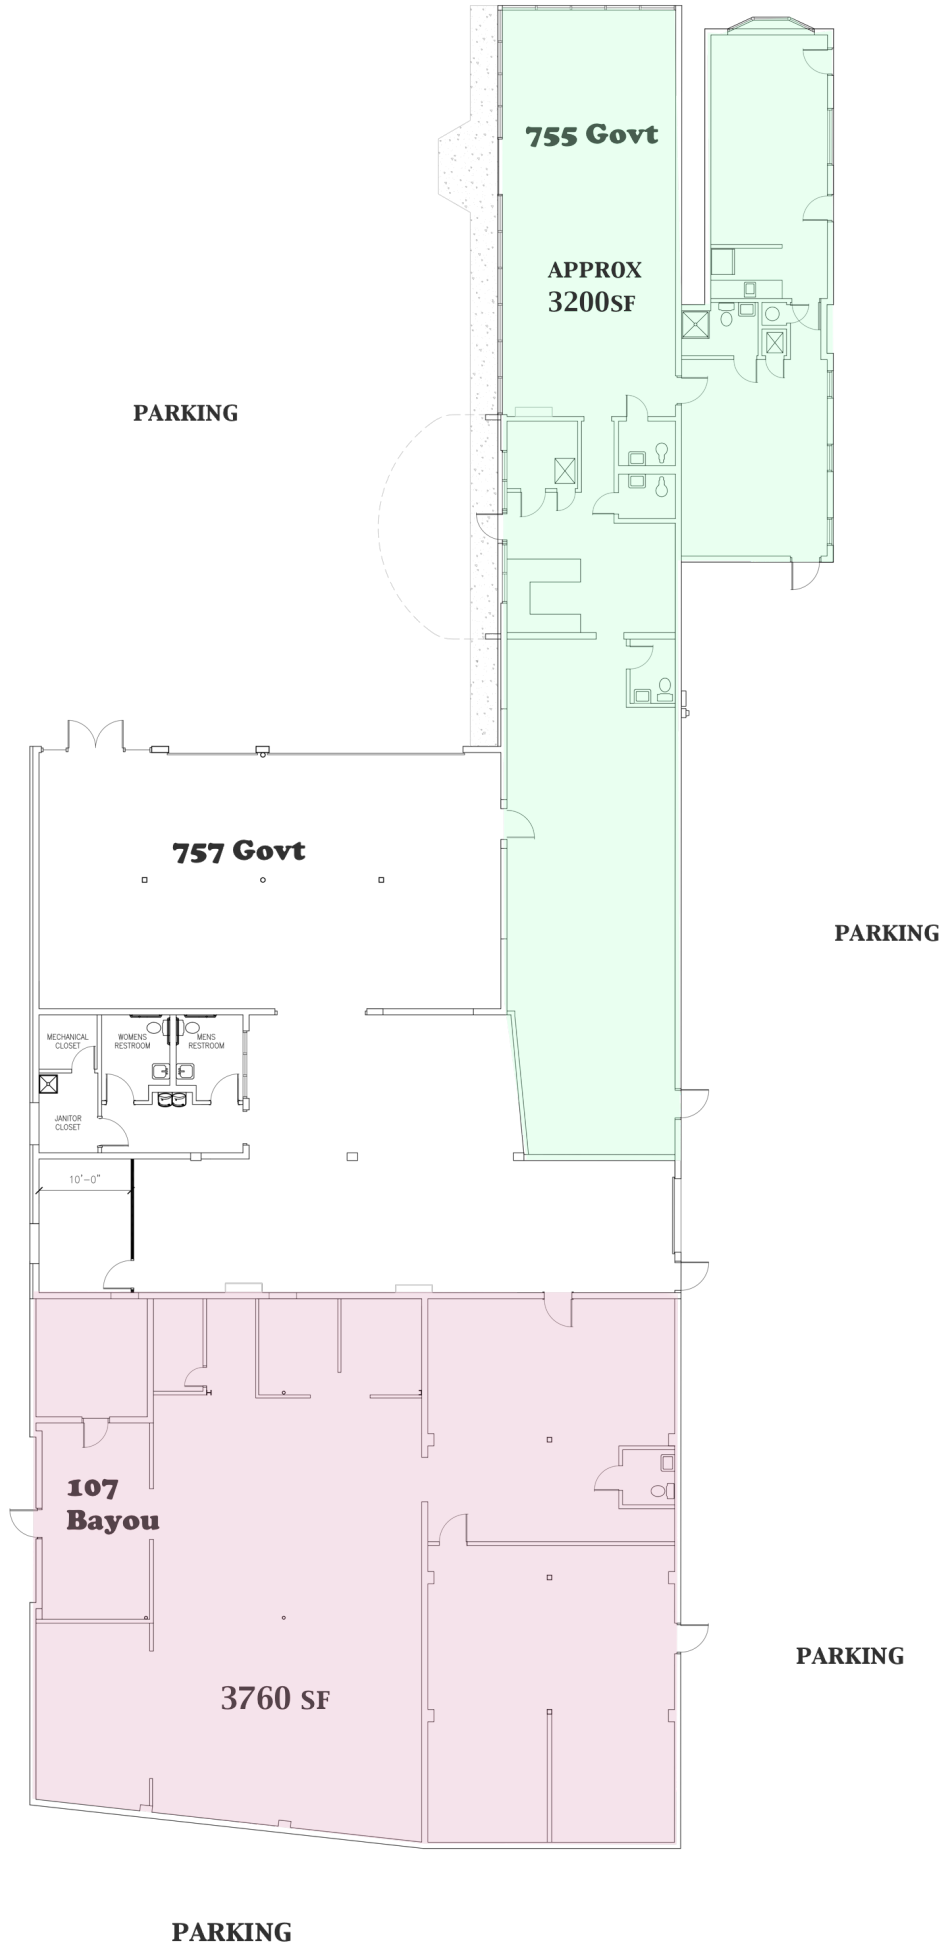 755 Govt
APPROX
3200SF
PARKING
757 Govt
PARKING
MECHANICAL
CLOSET
WOMENS
RESTROOM
MENS
RESTROOM
JANITOR
CLOSET
10'-0"
107
Bayou
PARKING
3760 SF
PARKING